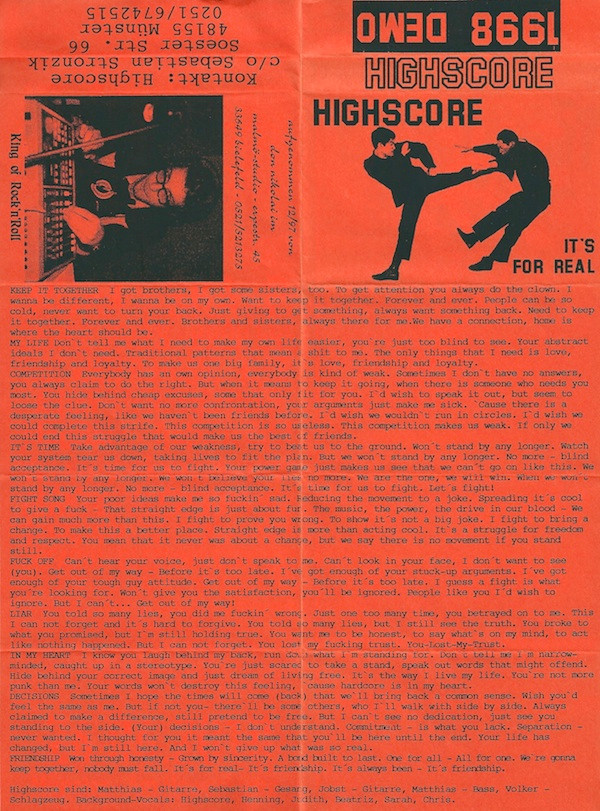 1998 DEMO
HIGHSCORE
HIGHSCORE
IT'S
FOR REAL
Kontakt: Highscore
c/o Sebastian Stronzik
Soester Str. 66
48155 Münster
0251/6742515
King of Rock'n'Roll
aufgenommen 12/97 von
don nikolui im
malmö-studio - ergestr. 45
33649 bielefeld 0521/5213275
KEEP IT TOGETHER I got brothers, I got some sisters, too. To get attention you always do the clown. I
wanna be different, I wanna be on my own. Want to keep it together. Forever and ever. People can be so
cold, never want to turn your back. Just giving to get something, always want something back. Need to keep
it together. Forever and ever. Brothers and sisters, always there for me.We have a connection, home is
where the heart should be.
MY LIFE Don´t tell me what I need to make my own life easier, you´re just too blind to see. Your abstract
ideals I don´t need. Traditional patterns that mean a shit to me. The only things that I need is love,
friendship and loyalty. To make us one big family, it´s love, friendship and loyalty.
COMPETITION Everybody has an own opinion, everybody is kind of weak. Sometimes I don´t have no answers,
you always claim to do the right. But when it means to keep it going, when there is someone who needs you
most. You hide behind cheap excuses, some that only fit for you. I´d wish to speak it out, but seem to
loose the clue. Don´t want no more confrontation, your arguments just make me sick. ´Cause there is a
desperate feeling, like we haven´t been friends before. I´d wish we wouldn´t run in circles. I´d wish we
could complete this strife. This competition is so useless. This competition makes us weak. If only we
could end this struggle that would make us the best of friends.
IT´S TIME Take advantage of our weakness, try to beat us to the ground. Won´t stand by any longer. Watch
your system tear us down, taking lives to fit the plan. But we won´t stand by any longer. No more - blind
acceptance. It´s time for us to fight. Your power game just makes us see that we can´t go on like this. We
won´t stand by any longer. We won´t believe your lies no more. We are the one, we will win. When we won´t
stand by any longer. No more - blind acceptance. It´s time for us to fight. Let´s fight!
FIGHT SONG Your poor ideas make me so fuckin´ sad. Reducing the movement to a joke. Spreading it´s cool
to give a fuck - That straight edge is just about fun. The music, the power, the drive in our blood - We
can gain much more than this. I fight to prove you wrong. To show it´s not a big joke. I fight to bring a
change. To make this a better place. Straight edge is more than acting cool. It´s a struggle for freedom
and respect. You mean that it never was about a change, but we say there is no movement if you stand
still.
FUCK OFF Can´t hear your voice, just don´t speak to me. Can´t look in your face, I don´t want to see
(you). Get out of my way - Before it´s too late. I´ve got enough of your stuck-up arguments. I´ve got
enough of your tough guy attitude. Get out of my way - Before it´s too late. I guess a fight is what
you´re looking for. Won´t give you the satisfaction, you´ll be ignored. People like you I´d wish to
ignore. But I can´t... Get out of my way!
LIAR You told so many lies, you did me fuckin´ wrong. Just one too many time, you betrayed on to me. This
I can not forget and it´s hard to forgive. You told so many lies, but I still see the truth. You broke to
what you promised, but I´m still holding true. You want me to be honest, to say what´s on my mind, to act
like nothing happened. But I can not forget. You lost my fucking trust. You-Lost-My-Trust.
IN MY HEART I know you laugh behind my back, run down what I´m standing for. Don´t tell me I´m narrow-
minded, caught up in a stereotype. You´re just scared to take a stand, speak out words that might offend.
Hide behind your correct image and just dream of living free. It´s the way I live my life. You´re not more
punk than me. Your words won´t destroy this feeling, ´cause hardcore is in my heart.
DECISIONS Sometimes I hope the times will come (back) that we´ll bring back a common sense. Wish you´d
feel the same as me. But if not you- there´ll be some others, who I´ll walk with side by side. Always
claimed to make a difference, still pretend to be free. But I can´t see no dedication, just see you
standing to the side. (Your) decisions - I don´t understand. Commitment - is what you lack. Separation -
never wasted. I thought for you it meant the same that you´ll be here until the end. Your life has
changed, but I´m still here. And I won´t give up what was so real.
FRIENDSHIP Won through honesty - Grown by sincerity. A bond built to last. One for all - All for one. We´re gonna
keep together, nobody must fall. It´s for real- It´s friendship. It´s always been - It´s friendship.
Highscore sind: Matthias - Gitarre, Sebastian - Gesang, Jobst - Gitarre, Matthias - Bass, Volker -
Schlagzeug. Background-Vocals: Highscore, Henning, Judith, Beatriz, Sarah, Chris.